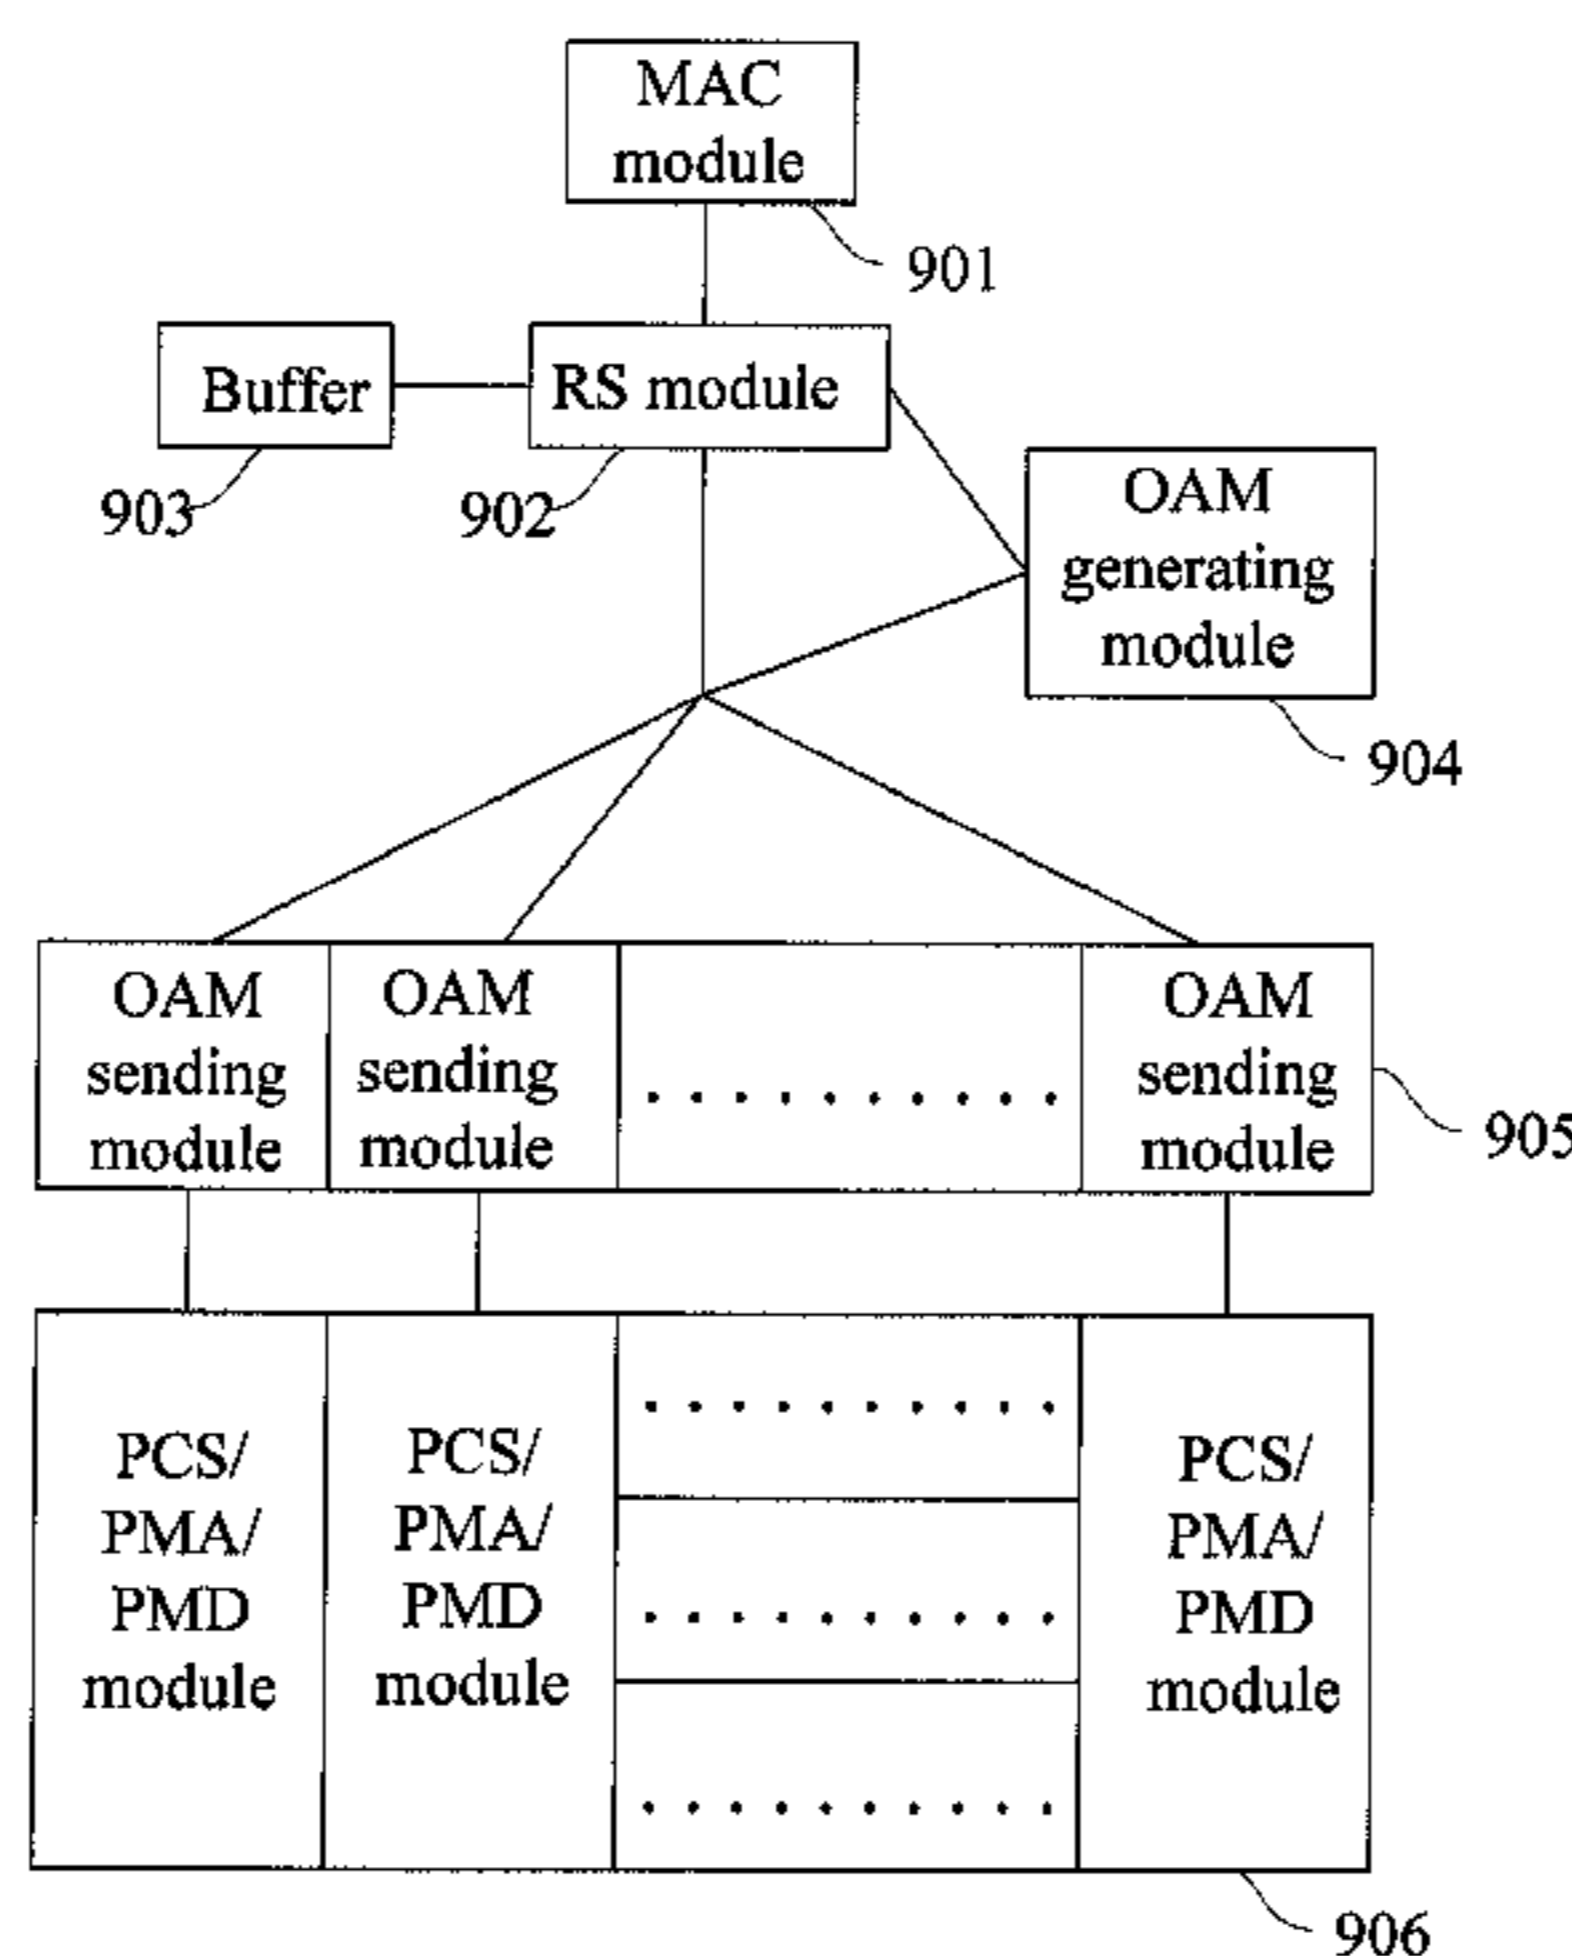 MAC
module
901
Buffer
RS module
903
902
OAM
generating
module
904
OAM
sending
module
OAM
sending
module
. . . . . . . . . .
OAM
sending
module
905
PCS/
PMA/
PMD
module
PCS/
PMA/
PMD
module
. . . . . . . . . .
. . . . . . . . . .
. . . . . . . . . .
PCS/
PMA/
PMD
module
906